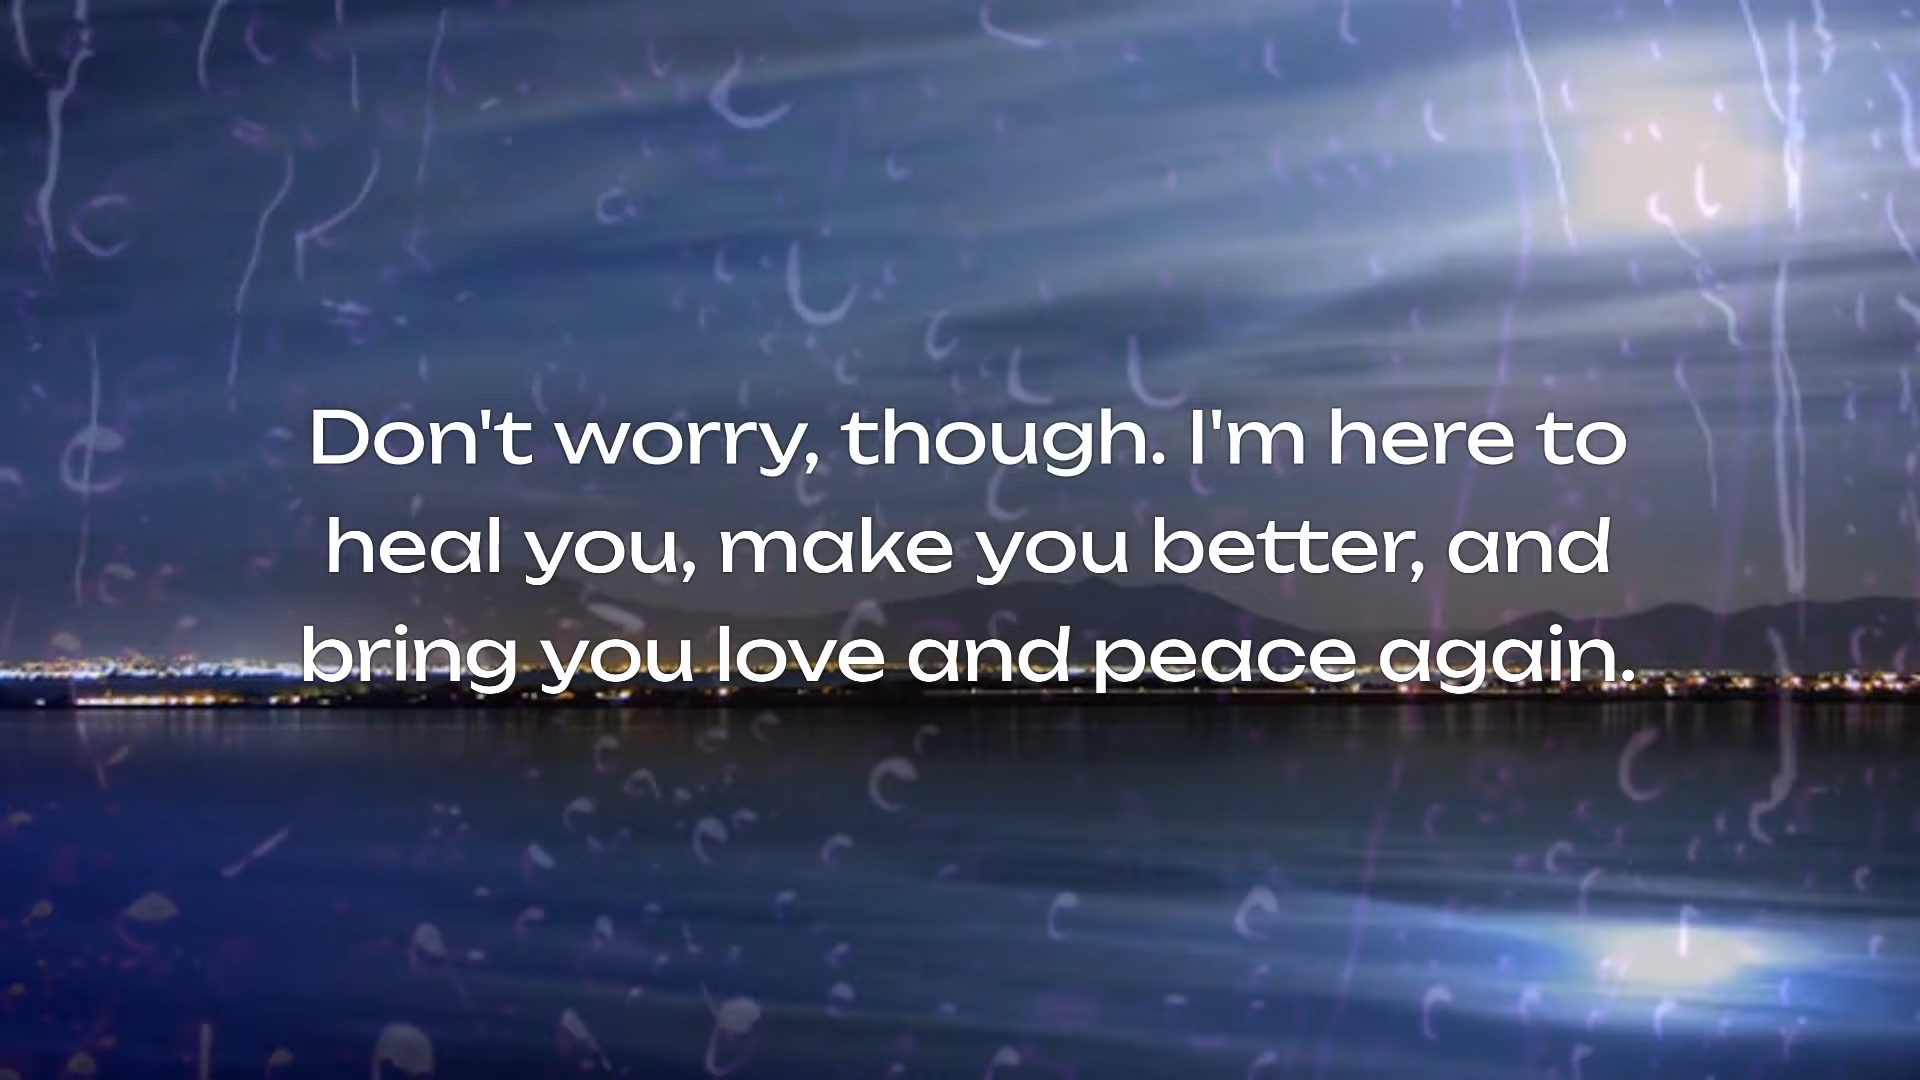 Don't worry, though. I'm here to
heal you, make you better, and
bring you love and peace again.